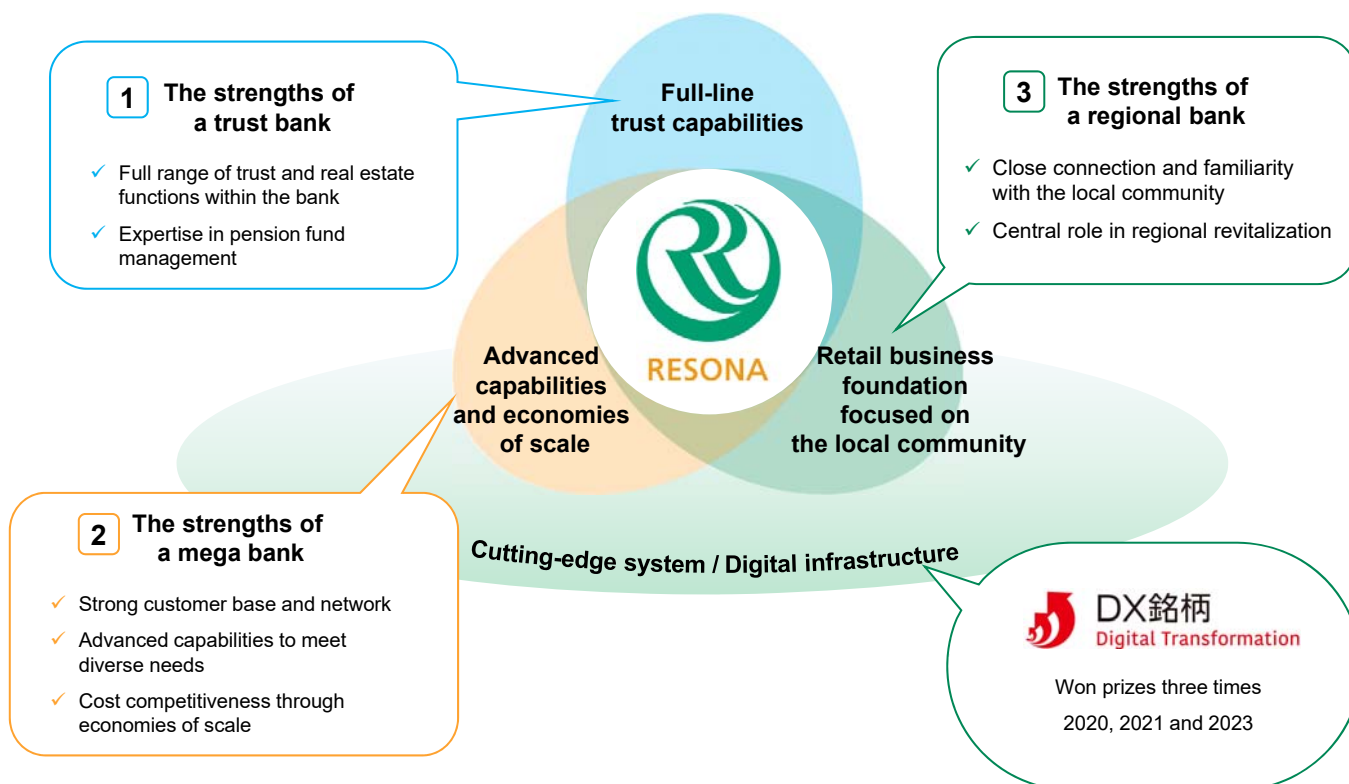 1
The strengths of
a trust bank
✓ Full range of trust and real estate
functions within the bank
✓ Expertise in pension fund
management
Full-line
trust capabilities
3
The strengths of
a regional bank
✓ Close connection and familiarity
with the local community
✓ Central role in regional revitalization
RESONA
Advanced
capabilities
and economies
of scale
Retail business
foundation
focused on
the local community
2
The strengths of
a mega bank
✓ Strong customer base and network
✓ Advanced capabilities to meet
diverse needs
✓ Cost competitiveness through
economies of scale
Cutting-edge system / Digital infrastructure
DX銘柄
Digital Transformation
Won prizes three times
2020, 2021 and 2023